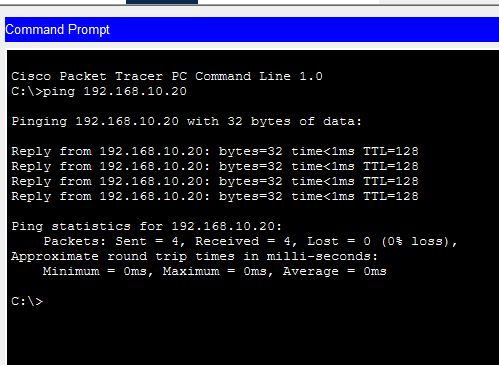 Command Prompt
Cisco Packet Tracer PC Command Line 1.0
C:\>ping 192.168.10.20
Pinging 192.168.10.20 with 32 bytes of data:
Reply from 192.168.10.20: bytes=32 time<1ms TTL=128
Reply from 192.168.10.20: bytes=32 time<1ms TTL=128
Reply from 192.168.10.20: bytes=32 time<1ms TTL=128
Reply from 192.168.10.20: bytes=32 time<1ms TTL=128
Ping statistics for 192.168.10.20:
    Packets: Sent = 4, Received = 4, Lost = 0 (0% loss),
Approximate round trip times in milli-seconds:
    Minimum = 0ms, Maximum = 0ms, Average = 0ms
C:\>